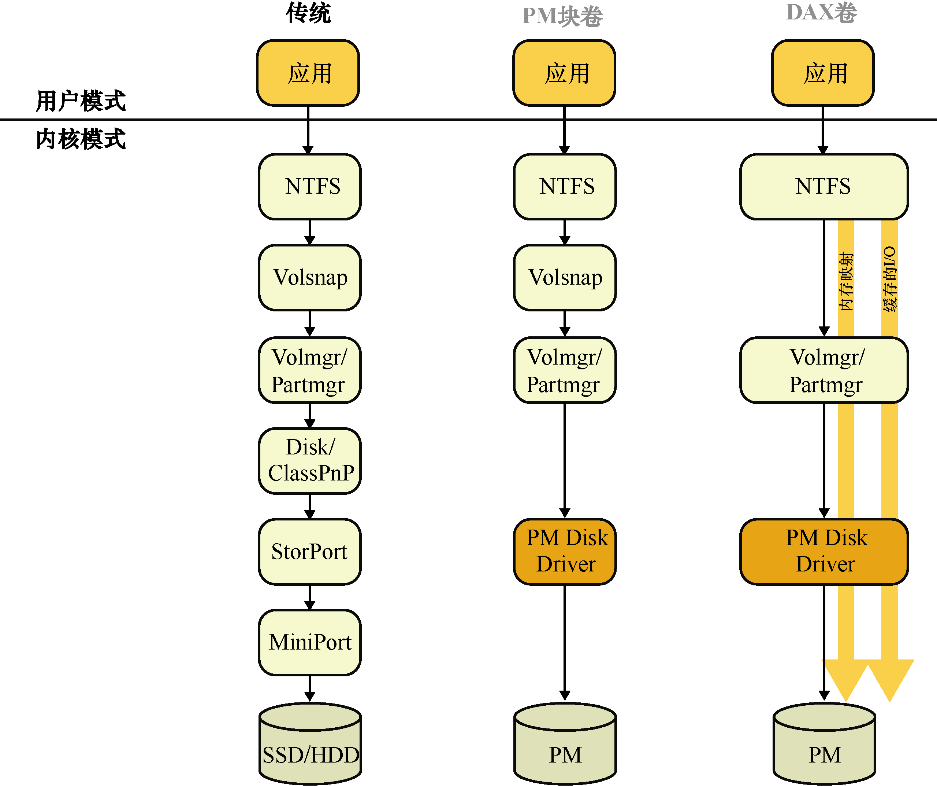 传统
PM块卷
DAX卷
应用
应用
应用
用户模式
内核模式
NTFS
NTFS
NTFS
Volsnap
Volsnap
内存映射
缓存的I/O
Volmgr/
Partmgr
Volmgr/
Partmgr
Volmgr/
Partmgr
Disk/
ClassPnP
StorPort
PM Disk
Driver
PM Disk
Driver
MiniPort
SSD/HDD
PM
PM